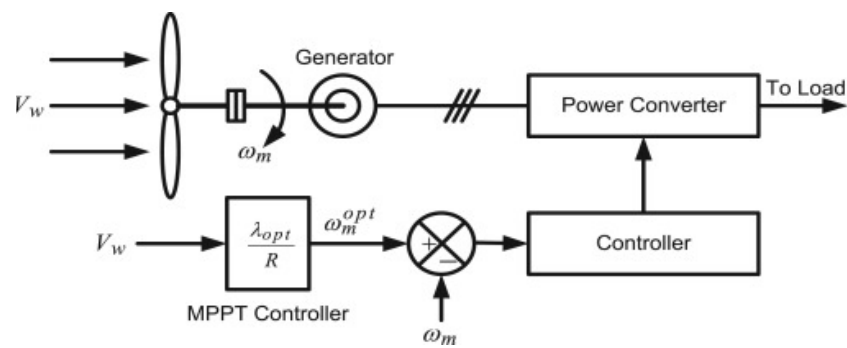 Generator
V_w
ω_m
Power Converter
To Load
V_w
λ_opt
R
ω_m^opt
+
−
Controller
MPPT Controller
ω_m